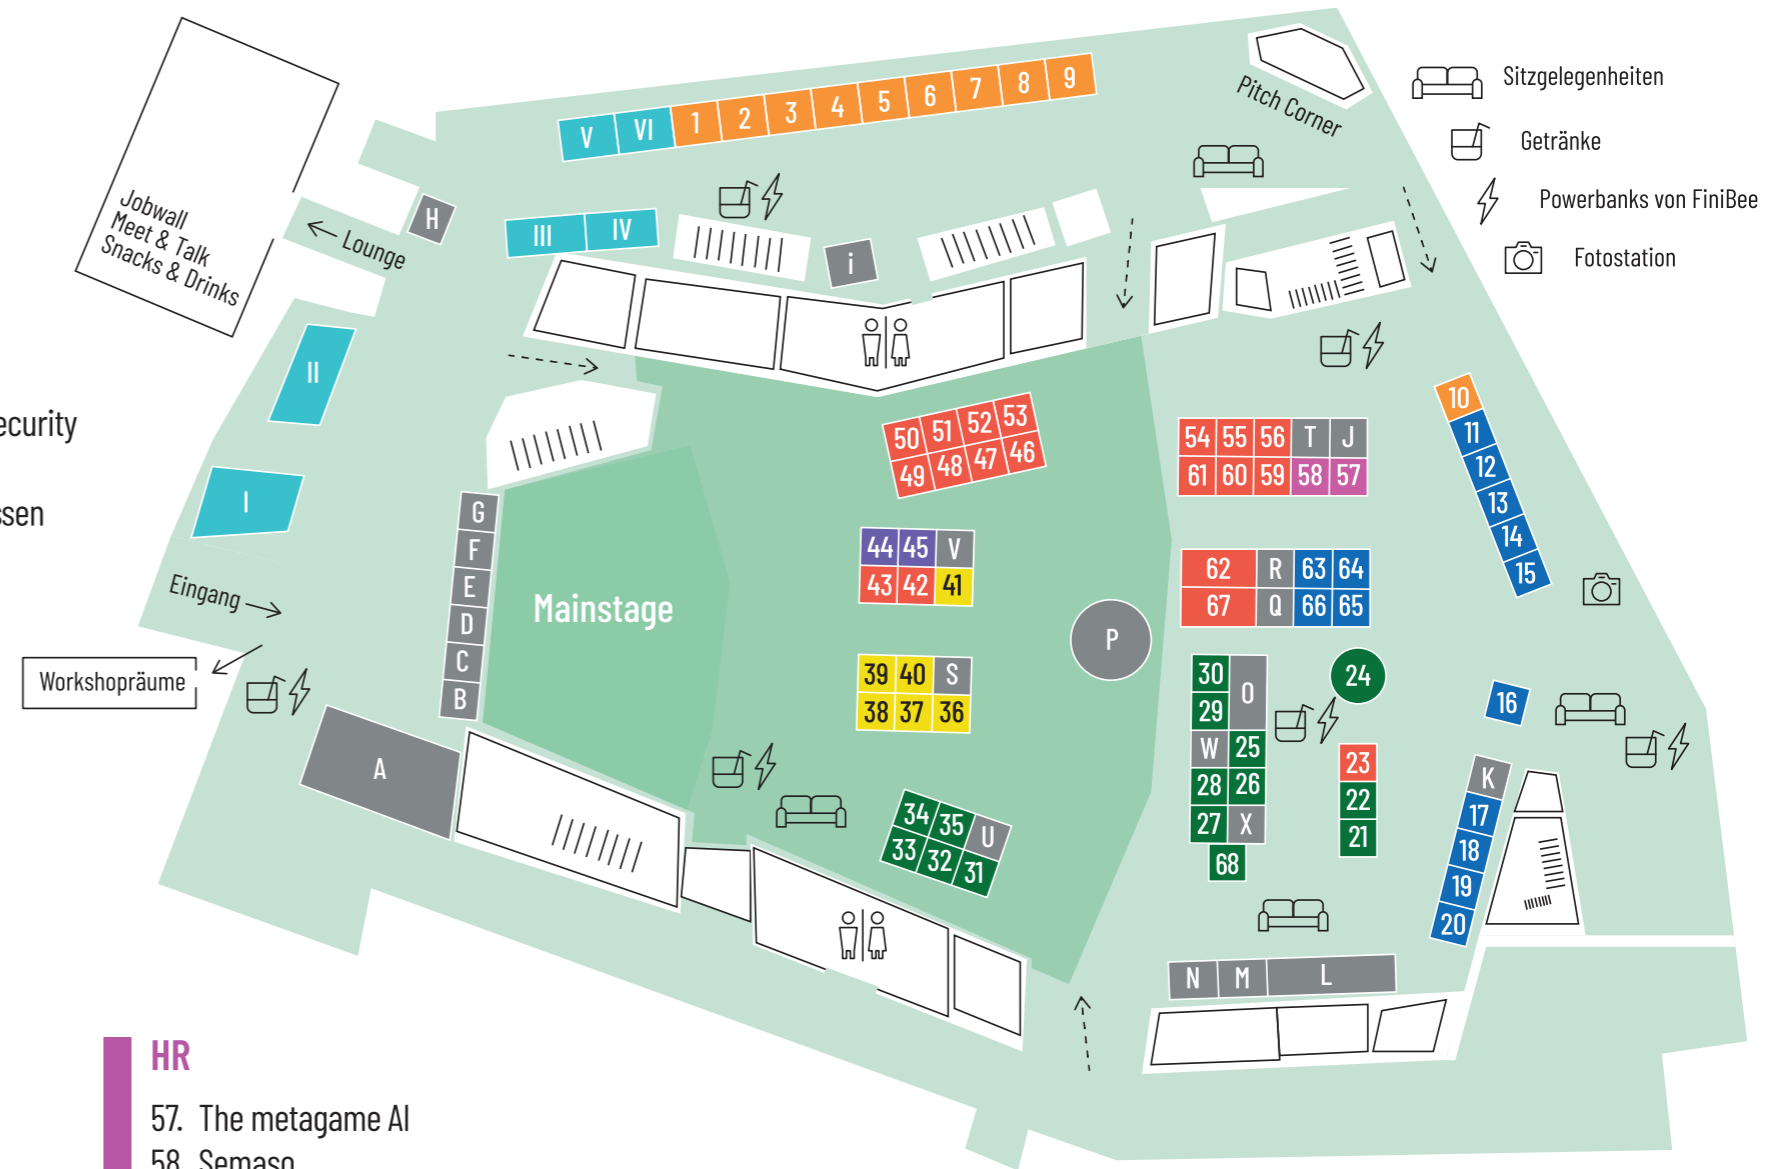 Sitzgelegenheiten
Getränke
Powerbanks von FiniBee
Fotostation
Pitch Corner
V VI 1 2 3 4 5 6 7 8 9
Jobwall
Meet & Talk
Snacks & Drinks
Lounge
H
III IV
i
II
I
Eingang
Workshopräume
G
F
E
D
C
B
A
Mainstage
50 51 52 53
49 48 47 46
44 45 V
43 42 41
39 40 S
38 37 36
34 35 U
33 32 31
P
54 55 56 T J
61 60 59 58 57
62 R 63 64
67 Q 66 65
30 O
29
W 25
28 26
27 X
68
24
23
22
21
10
11
12
13
14
15
16
K
17
18
19
20
N M L
ecurity
ssen
HR
57. The metagame AI
58. Semaso